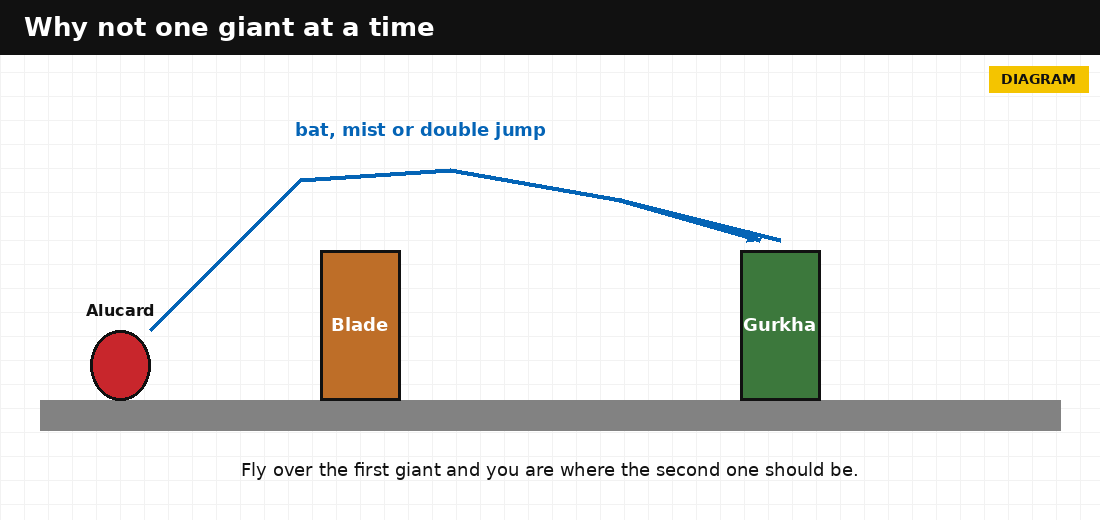 Why not one giant at a time
DIAGRAM
bat, mist or double jump
Alucard
Blade
Gurkha
Fly over the first giant and you are where the second one should be.